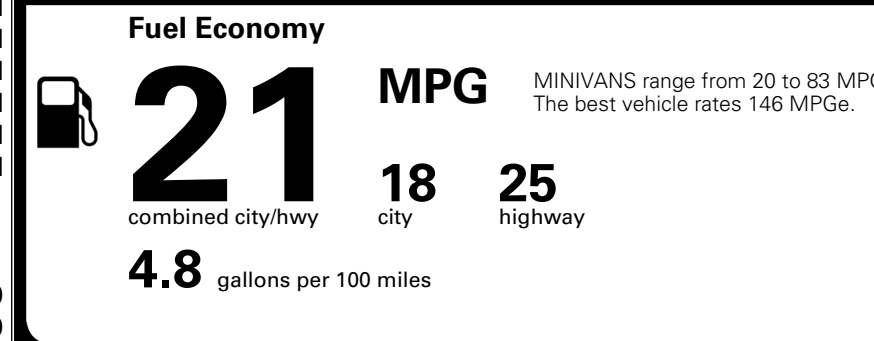 Fuel Economy
21 MPG
MINIVANS range from 20 to 83
The best vehicle rates 146 MPGe.
18 25
combined city/hwy city highway
4.8 gallons per 100 miles